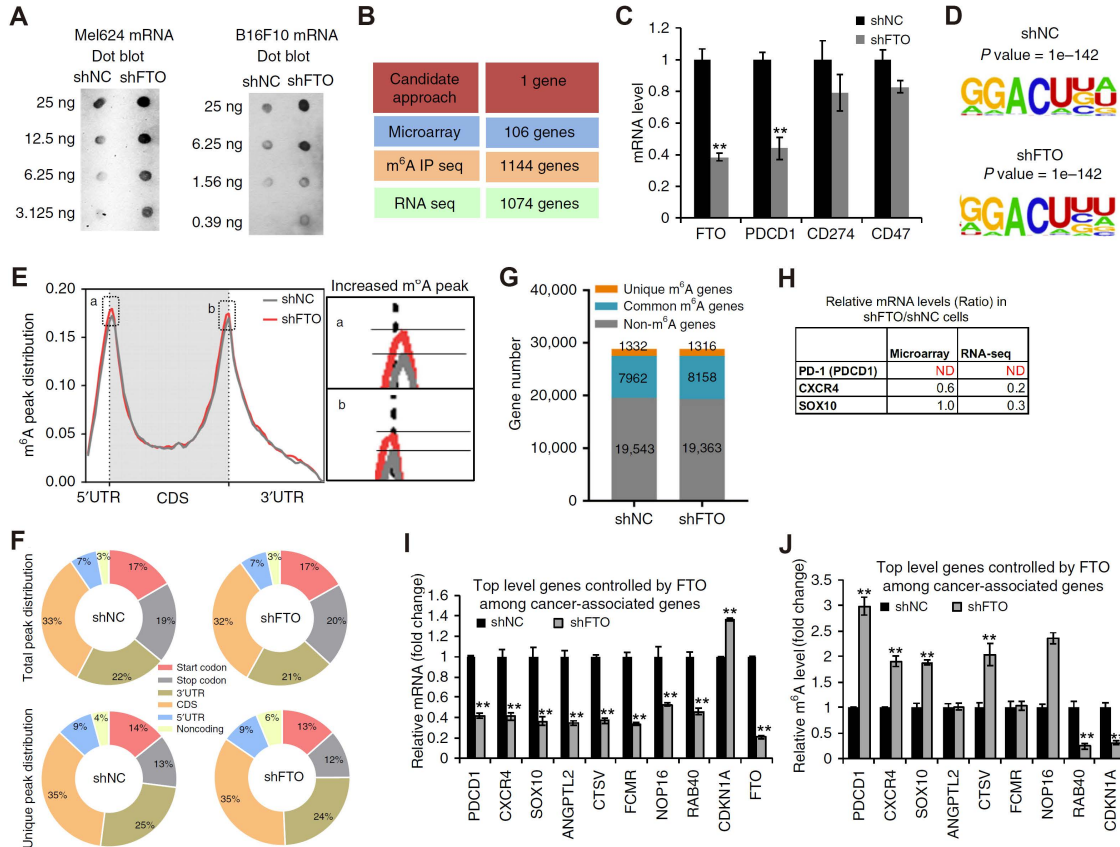 A
Mel624 mRNA
Dot blot
shNC shFTO
25 ng
12.5 ng
6.25 ng
3.125 ng
B16F10 mRNA
Dot blot
shNC shFTO
25 ng
6.25 ng
1.56 ng
0.39 ng
B
Candidate approach 1 gene
Microarray 106 genes
m⁶A IP seq 1144 genes
RNA seq 1074 genes
C
shNC
shFTO
mRNA level
1.2
1
0.8
0.6
0.4
0.2
0
** **
FTO PDCD1 CD274 CD47
D
shNC
P value = 1e–142
GGACU
shFTO
P value = 1e–142
GGACU
E
m⁶A peak distribution
0.20
0.15
0.10
0.05
0.00
a
b
shNC
shFTO
5′UTR CDS 3′UTR
Increased m⁶A peak
a
b
F
Total peak distribution
7% 3% 17%
33% shNC 19%
22%
7% 3% 17%
32% shFTO 20%
21%
Start codon
Stop codon
3′UTR
CDS
5′UTR
Noncoding
Unique peak distribution
9% 4% 14%
shNC 13%
35%
25%
9% 6% 13%
shFTO 12%
35%
24%
G
Unique m⁶A genes
Common m⁶A genes
Non-m⁶A genes
Gene number
40,000
30,000
20,000
10,000
0
1332 1316
7962 8158
19,543 19,363
shNC shFTO
H
Relative mRNA levels (Ratio) in
shFTO/shNC cells
Microarray RNA-seq
PD-1 (PDCD1) ND ND
CXCR4 0.6 0.2
SOX10 1.0 0.3
I
Top level genes controlled by FTO
among cancer-associated genes
shNC shFTO
Relative mRNA (fold change)
1.6
1.4
1.2
1
0.8
0.6
0.4
0.2
0
** ** ** ** ** ** ** ** ** **
PDCD1
CXCR4
SOX10
ANGPTL2
CTSV
FCMR
NOP16
RAB40
CDKN1A
FTO
J
Top level genes controlled by FTO
among cancer-associated genes
shNC shFTO
Relative m⁶A level (fold change)
3.5
3
2.5
2
1.5
1
0.5
0
** ** ** ** ** **
PDCD1
CXCR4
SOX10
ANGPTL2
CTSV
FCMR
NOP16
RAB40
CDKN1A